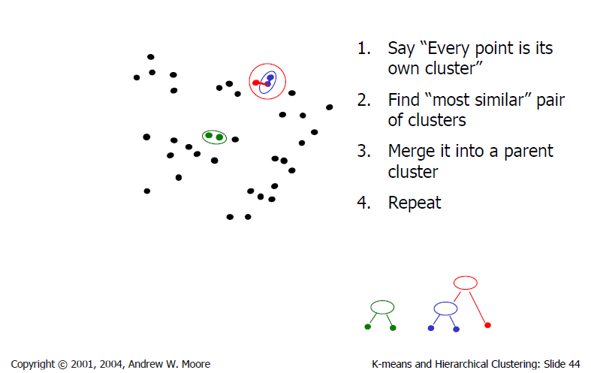 1. Say “Every point is its
own cluster”
2. Find “most similar” pair
of clusters
3. Merge it into a parent
cluster
4. Repeat
Copyright © 2001, 2004, Andrew W. Moore
K-means and Hierarchical Clustering: Slide 44